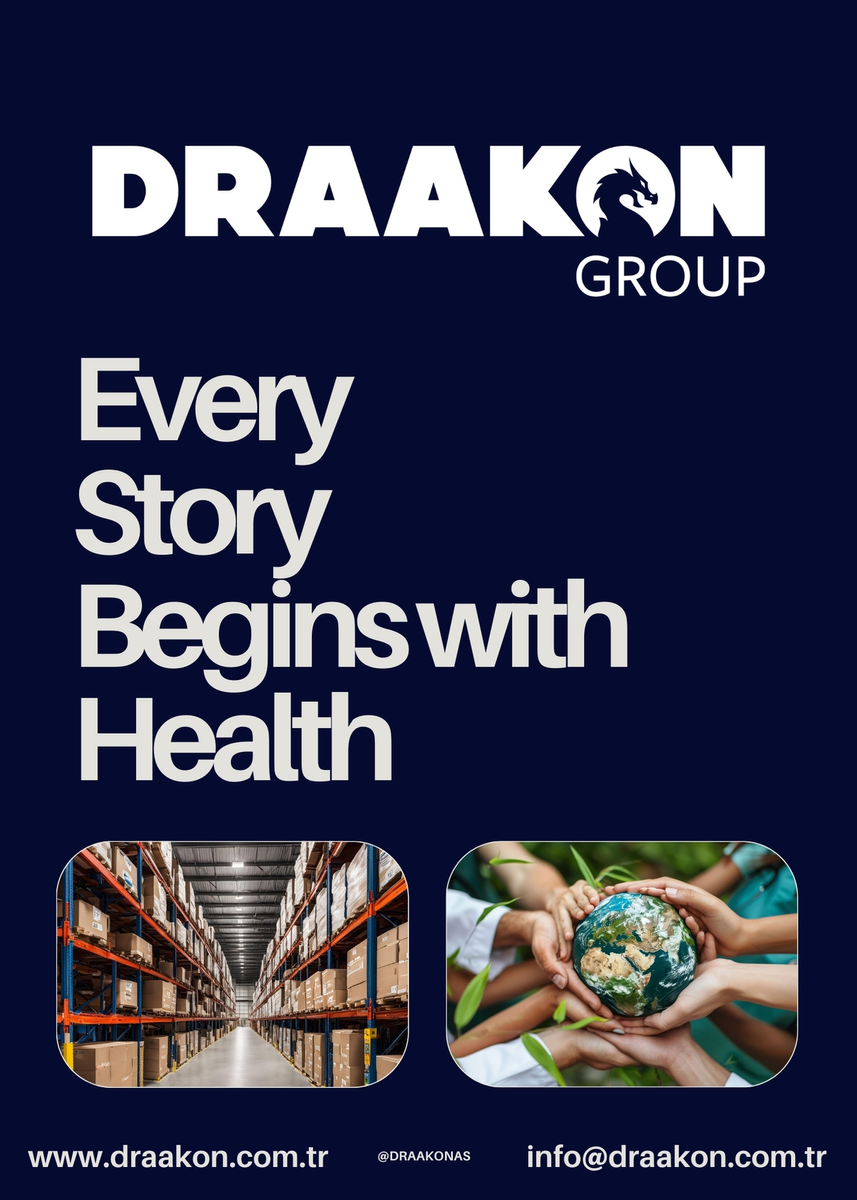 DRAAKON
GROUP
Every
Story
Begins with
Health
www.draakon.com.tr
@DRAAKONAS
info@draakon.com.tr